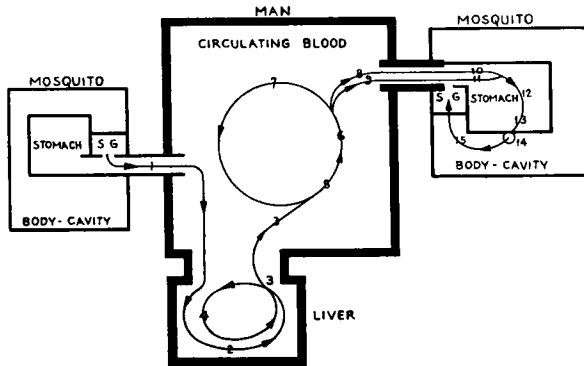 MAN
CIRCULATING BLOOD
MOSQUITO
STOMACH
S G
1
BODY-CAVITY
7
6
5
3
3
4
2
LIVER
MOSQUITO
8
9
10
11
S G
STOMACH
12
13
14
15
BODY-CAVITY